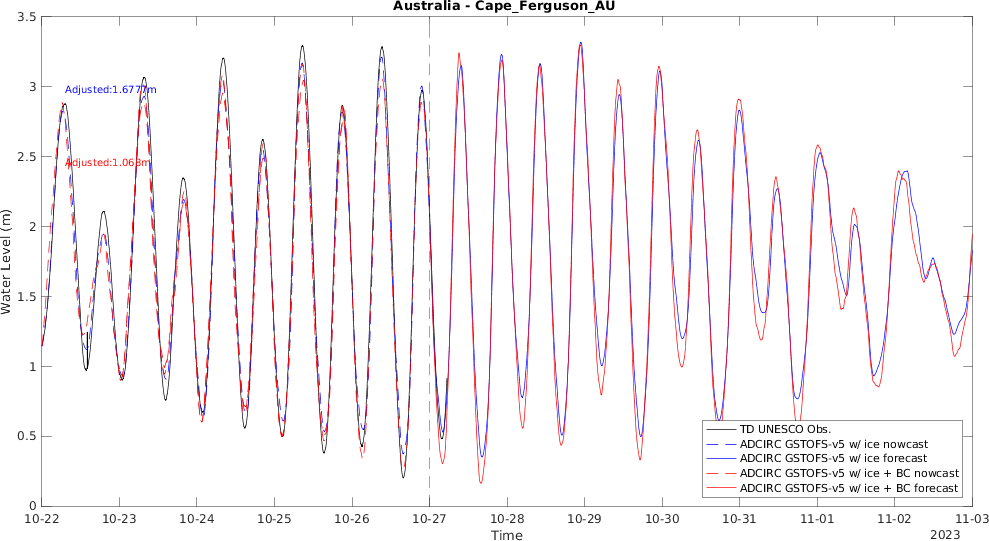 Australia - Cape_Ferguson_AU
3.5
3
2.5
2
1.5
1
0.5
0
Water Level (m)
Adjusted:1.6777m
Adjusted:1.063m
TD UNESCO Obs.
ADCIRC GSTOFS-v5 w/ ice nowcast
ADCIRC GSTOFS-v5 w/ ice forecast
ADCIRC GSTOFS-v5 w/ ice + BC nowcast
ADCIRC GSTOFS-v5 w/ ice + BC forecast
10-22 10-23 10-24 10-25 10-26 10-27 10-28 10-29 10-30 10-31 11-01 11-02 11-03
Time
2023